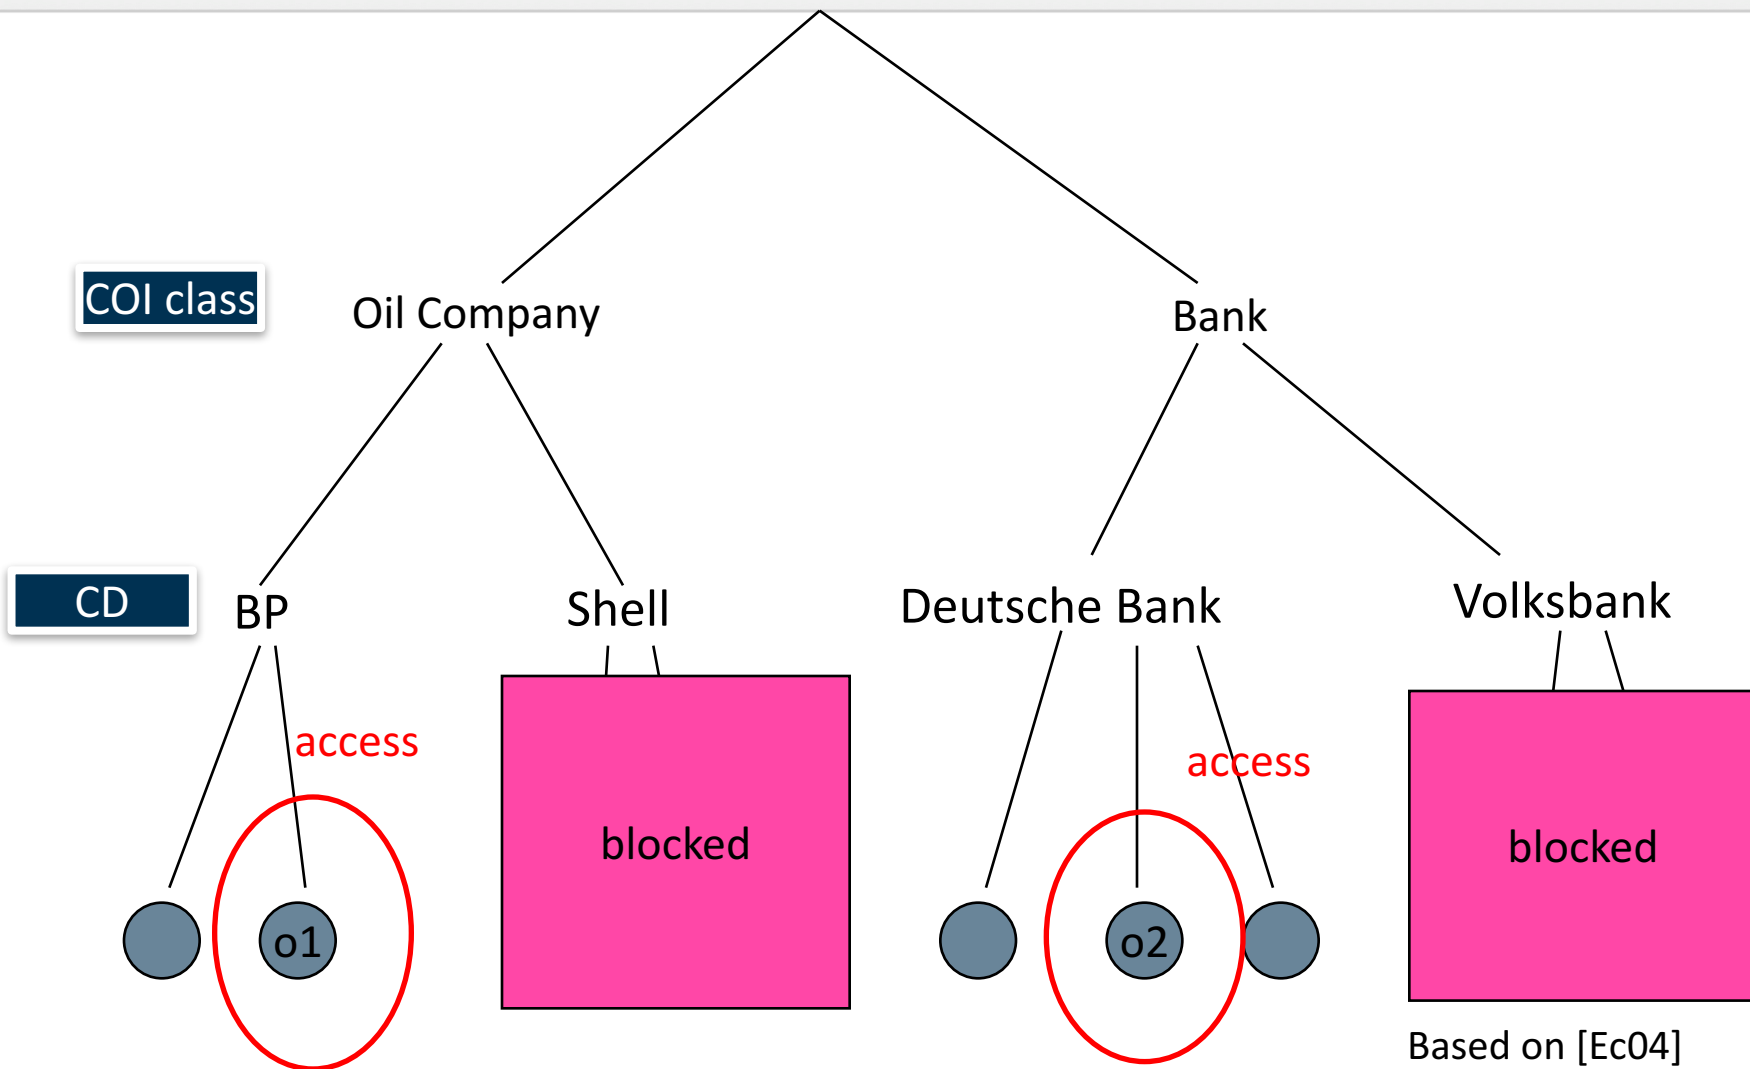 COI class
Oil Company
Bank
CD
BP
Shell
Deutsche Bank
Volksbank
access
access
blocked
blocked
o1
o2
Based on [Ec04]